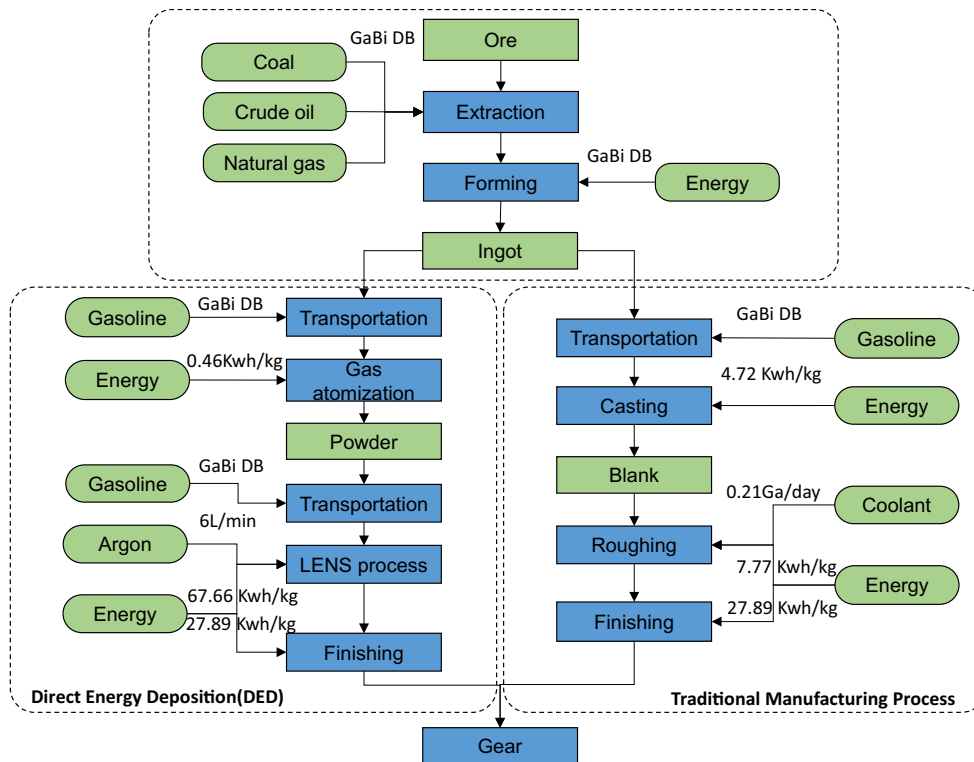 GaBi DB
Ore
Coal
Crude oil
Extraction
Natural gas
GaBi DB
Forming
Energy
Ingot
Gasoline
GaBi DB
Transportation
Energy
0.46Kwh/kg
Gas
atomization
Powder
GaBi DB
Gasoline
Transportation
6L/min
Argon
LENS process
67.66 Kwh/kg
Energy
27.89 Kwh/kg
Finishing
Direct Energy Deposition(DED)
GaBi DB
Transportation
Gasoline
4.72 Kwh/kg
Casting
Energy
Blank
0.21Ga/day
Coolant
Roughing
7.77 Kwh/kg
Energy
27.89 Kwh/kg
Finishing
Traditional Manufacturing Process
Gear